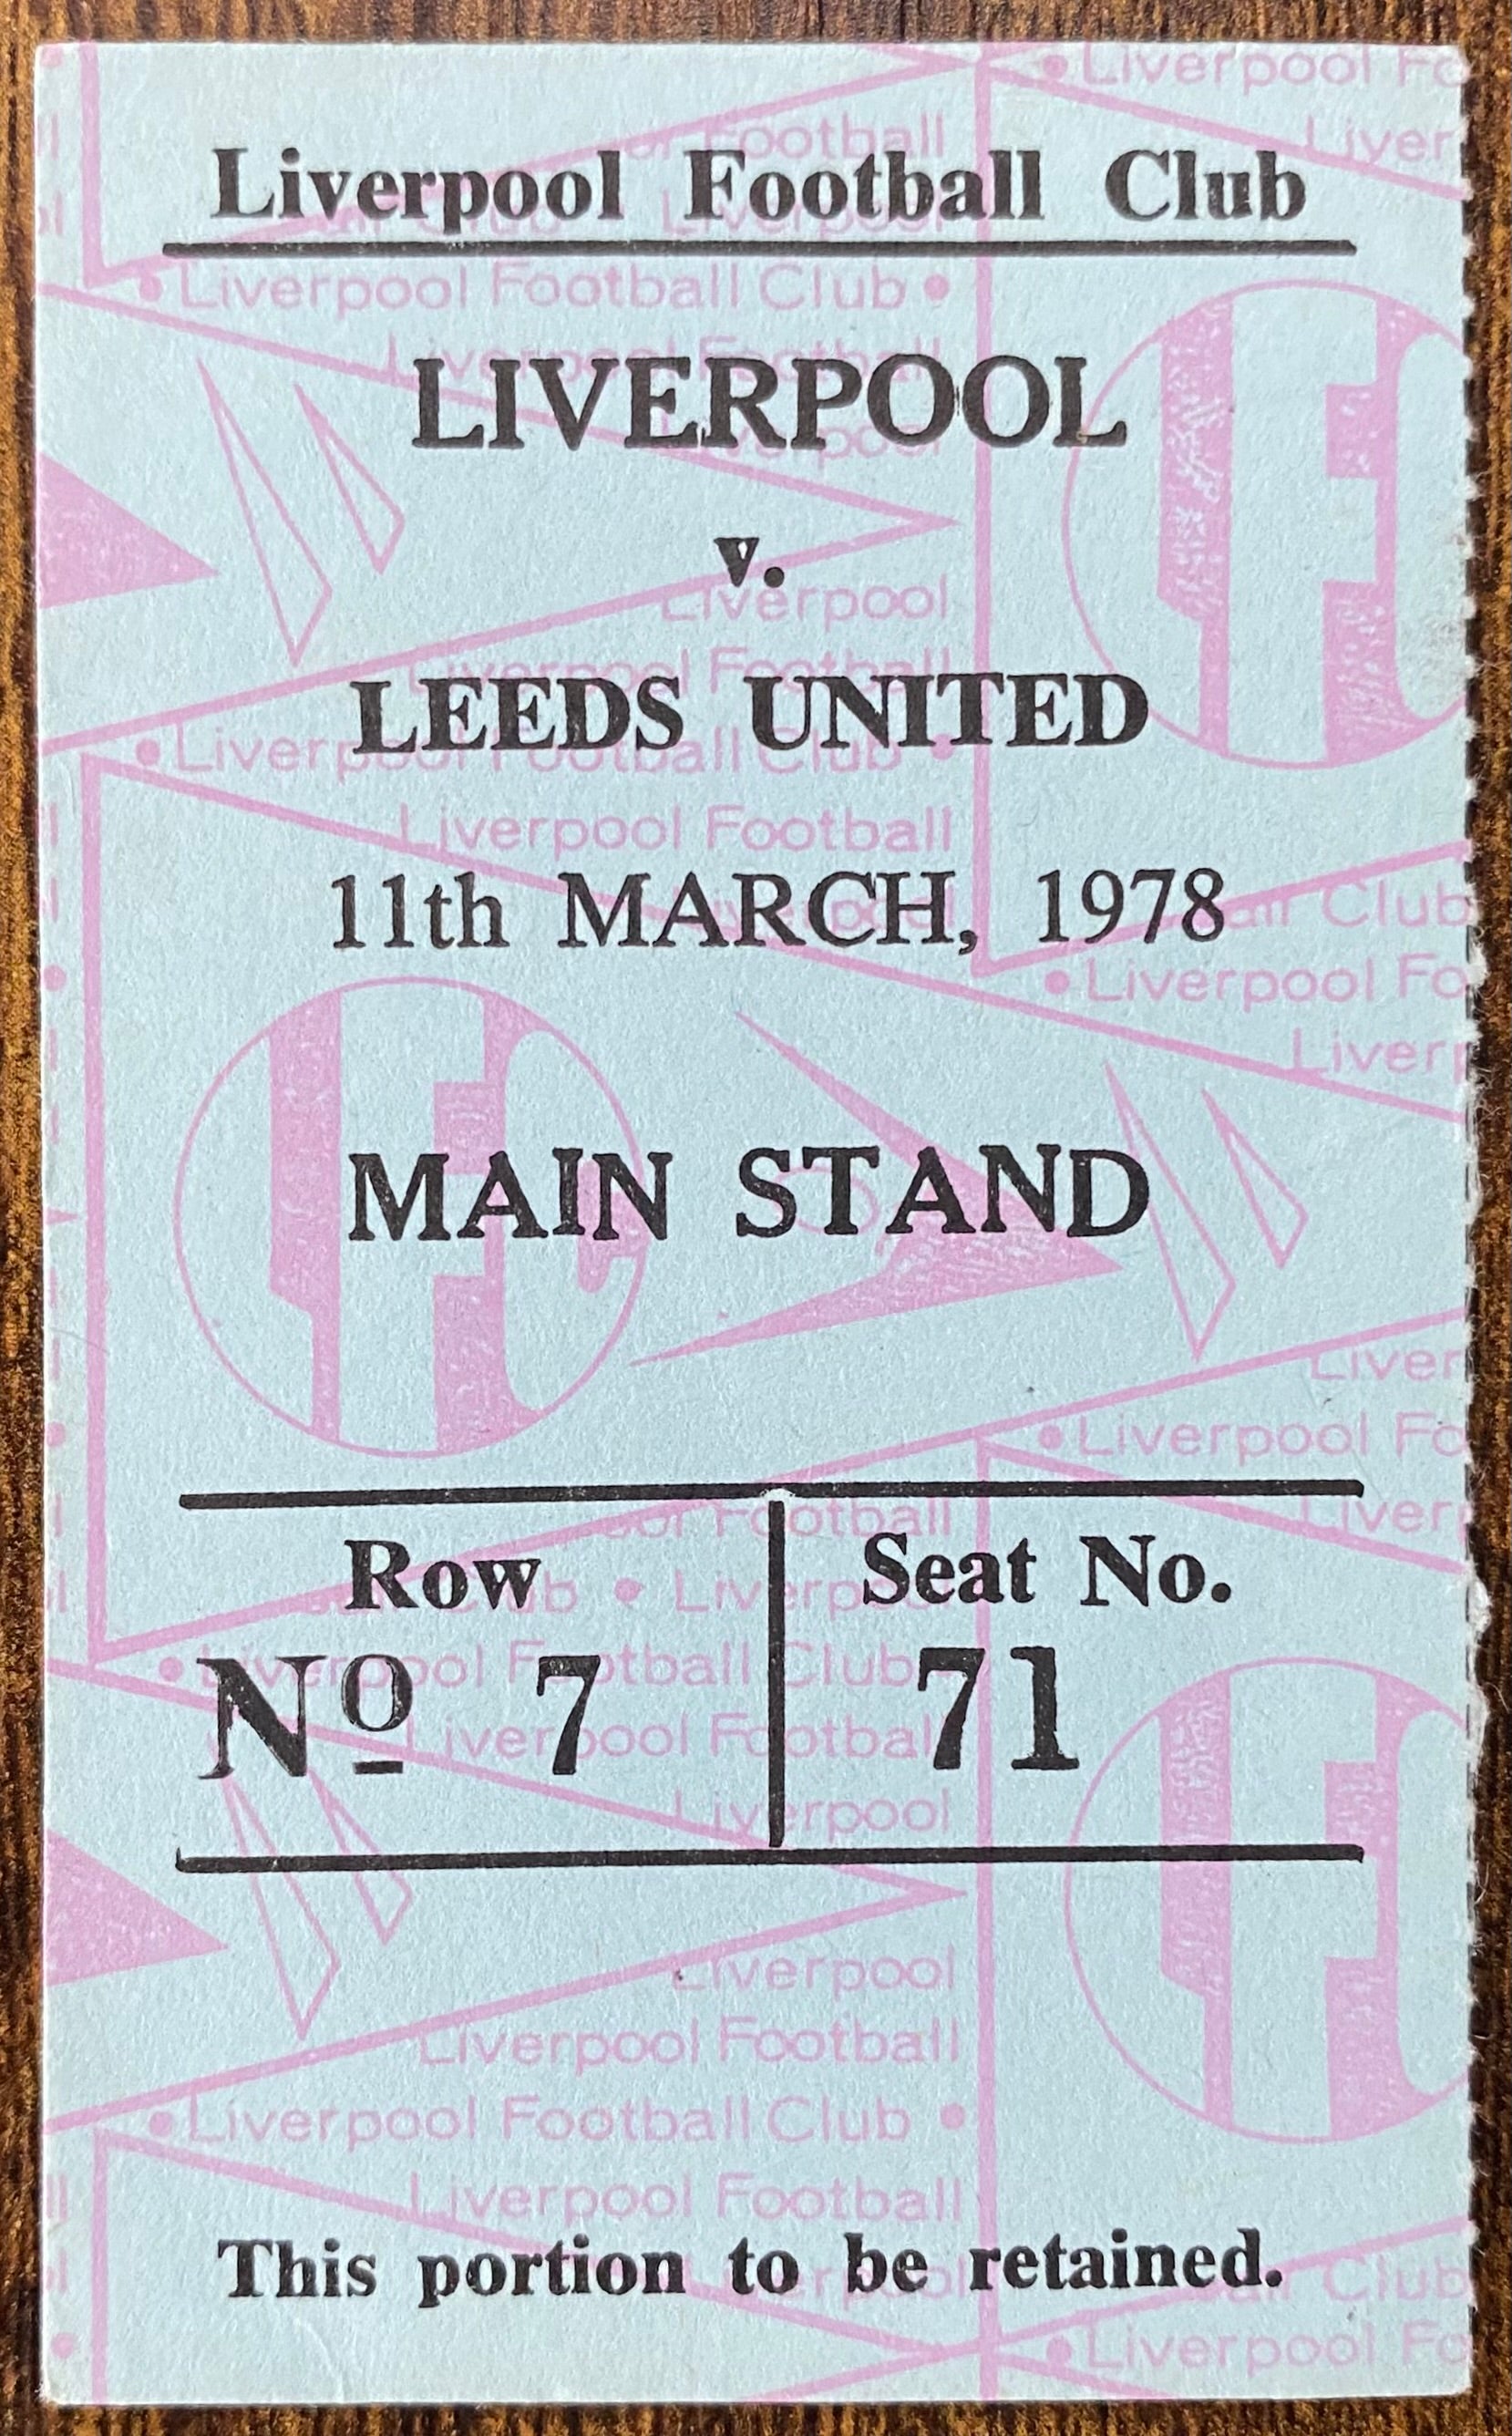 Liverpool Football Club
LIVERPOOL
v.
LEEDS UNITED
11th MARCH, 1978
MAIN STAND
Row Seat No.
Nº 7 71
This portion to be retained.